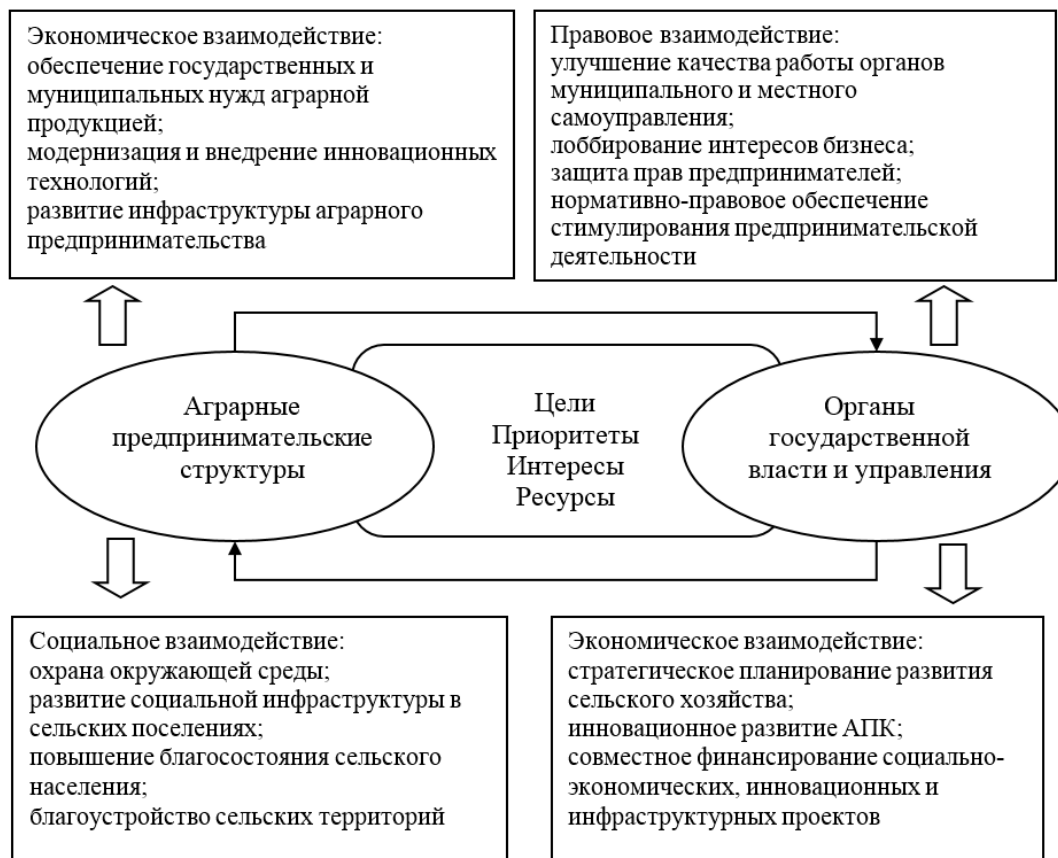 Экономическое взаимодействие:
обеспечение государственных и
муниципальных нужд аграрной
продукцией;
модернизация и внедрение инновационных
технологий;
развитие инфраструктуры аграрного
предпринимательства
Правовое взаимодействие:
улучшение качества работы органов
муниципального и местного
самоуправления;
лоббирование интересов бизнеса;
защита прав предпринимателей;
нормативно-правовое обеспечение
стимулирования предпринимательской
деятельности
Аграрные
предпринимательские
структуры
Цели
Приоритеты
Интересы
Ресурсы
Органы
государственной
власти и управления
Социальное взаимодействие:
охрана окружающей среды;
развитие социальной инфраструктуры в
сельских поселениях;
повышение благосостояния сельского
населения;
благоустройство сельских территорий
Экономическое взаимодействие:
стратегическое планирование развития
сельского хозяйства;
инновационное развитие АПК;
совместное финансирование социально-
экономических, инновационных и
инфраструктурных проектов